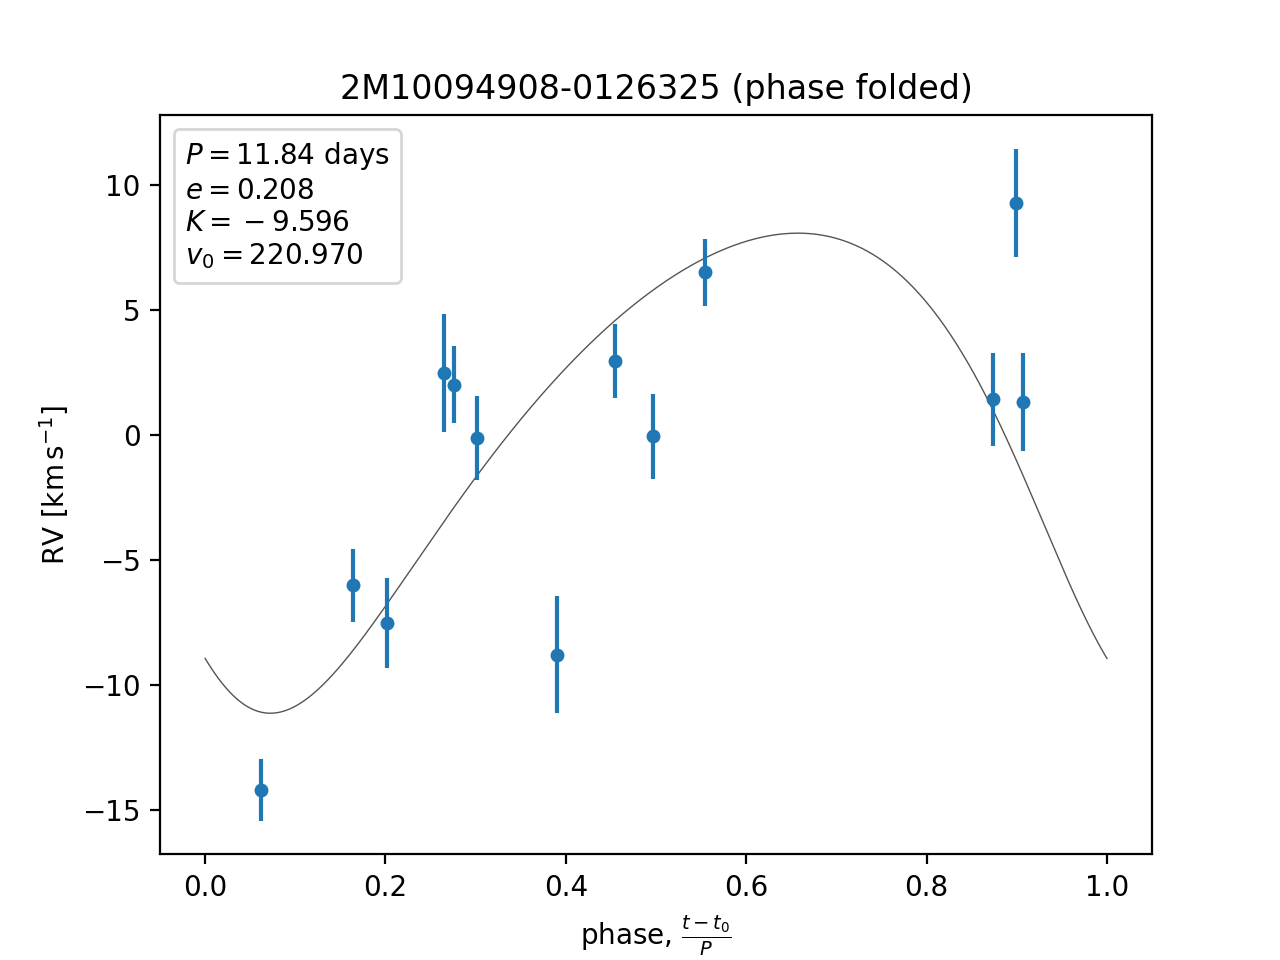 2M10094908-0126325 (phase folded)
P = 11.84 days
e = 0.208
K = −9.596
v₀ = 220.970
10
5
0
−5
−10
−15
RV [km s⁻¹]
0.0 0.2 0.4 0.6 0.8 1.0
phase, (t − t₀)/P